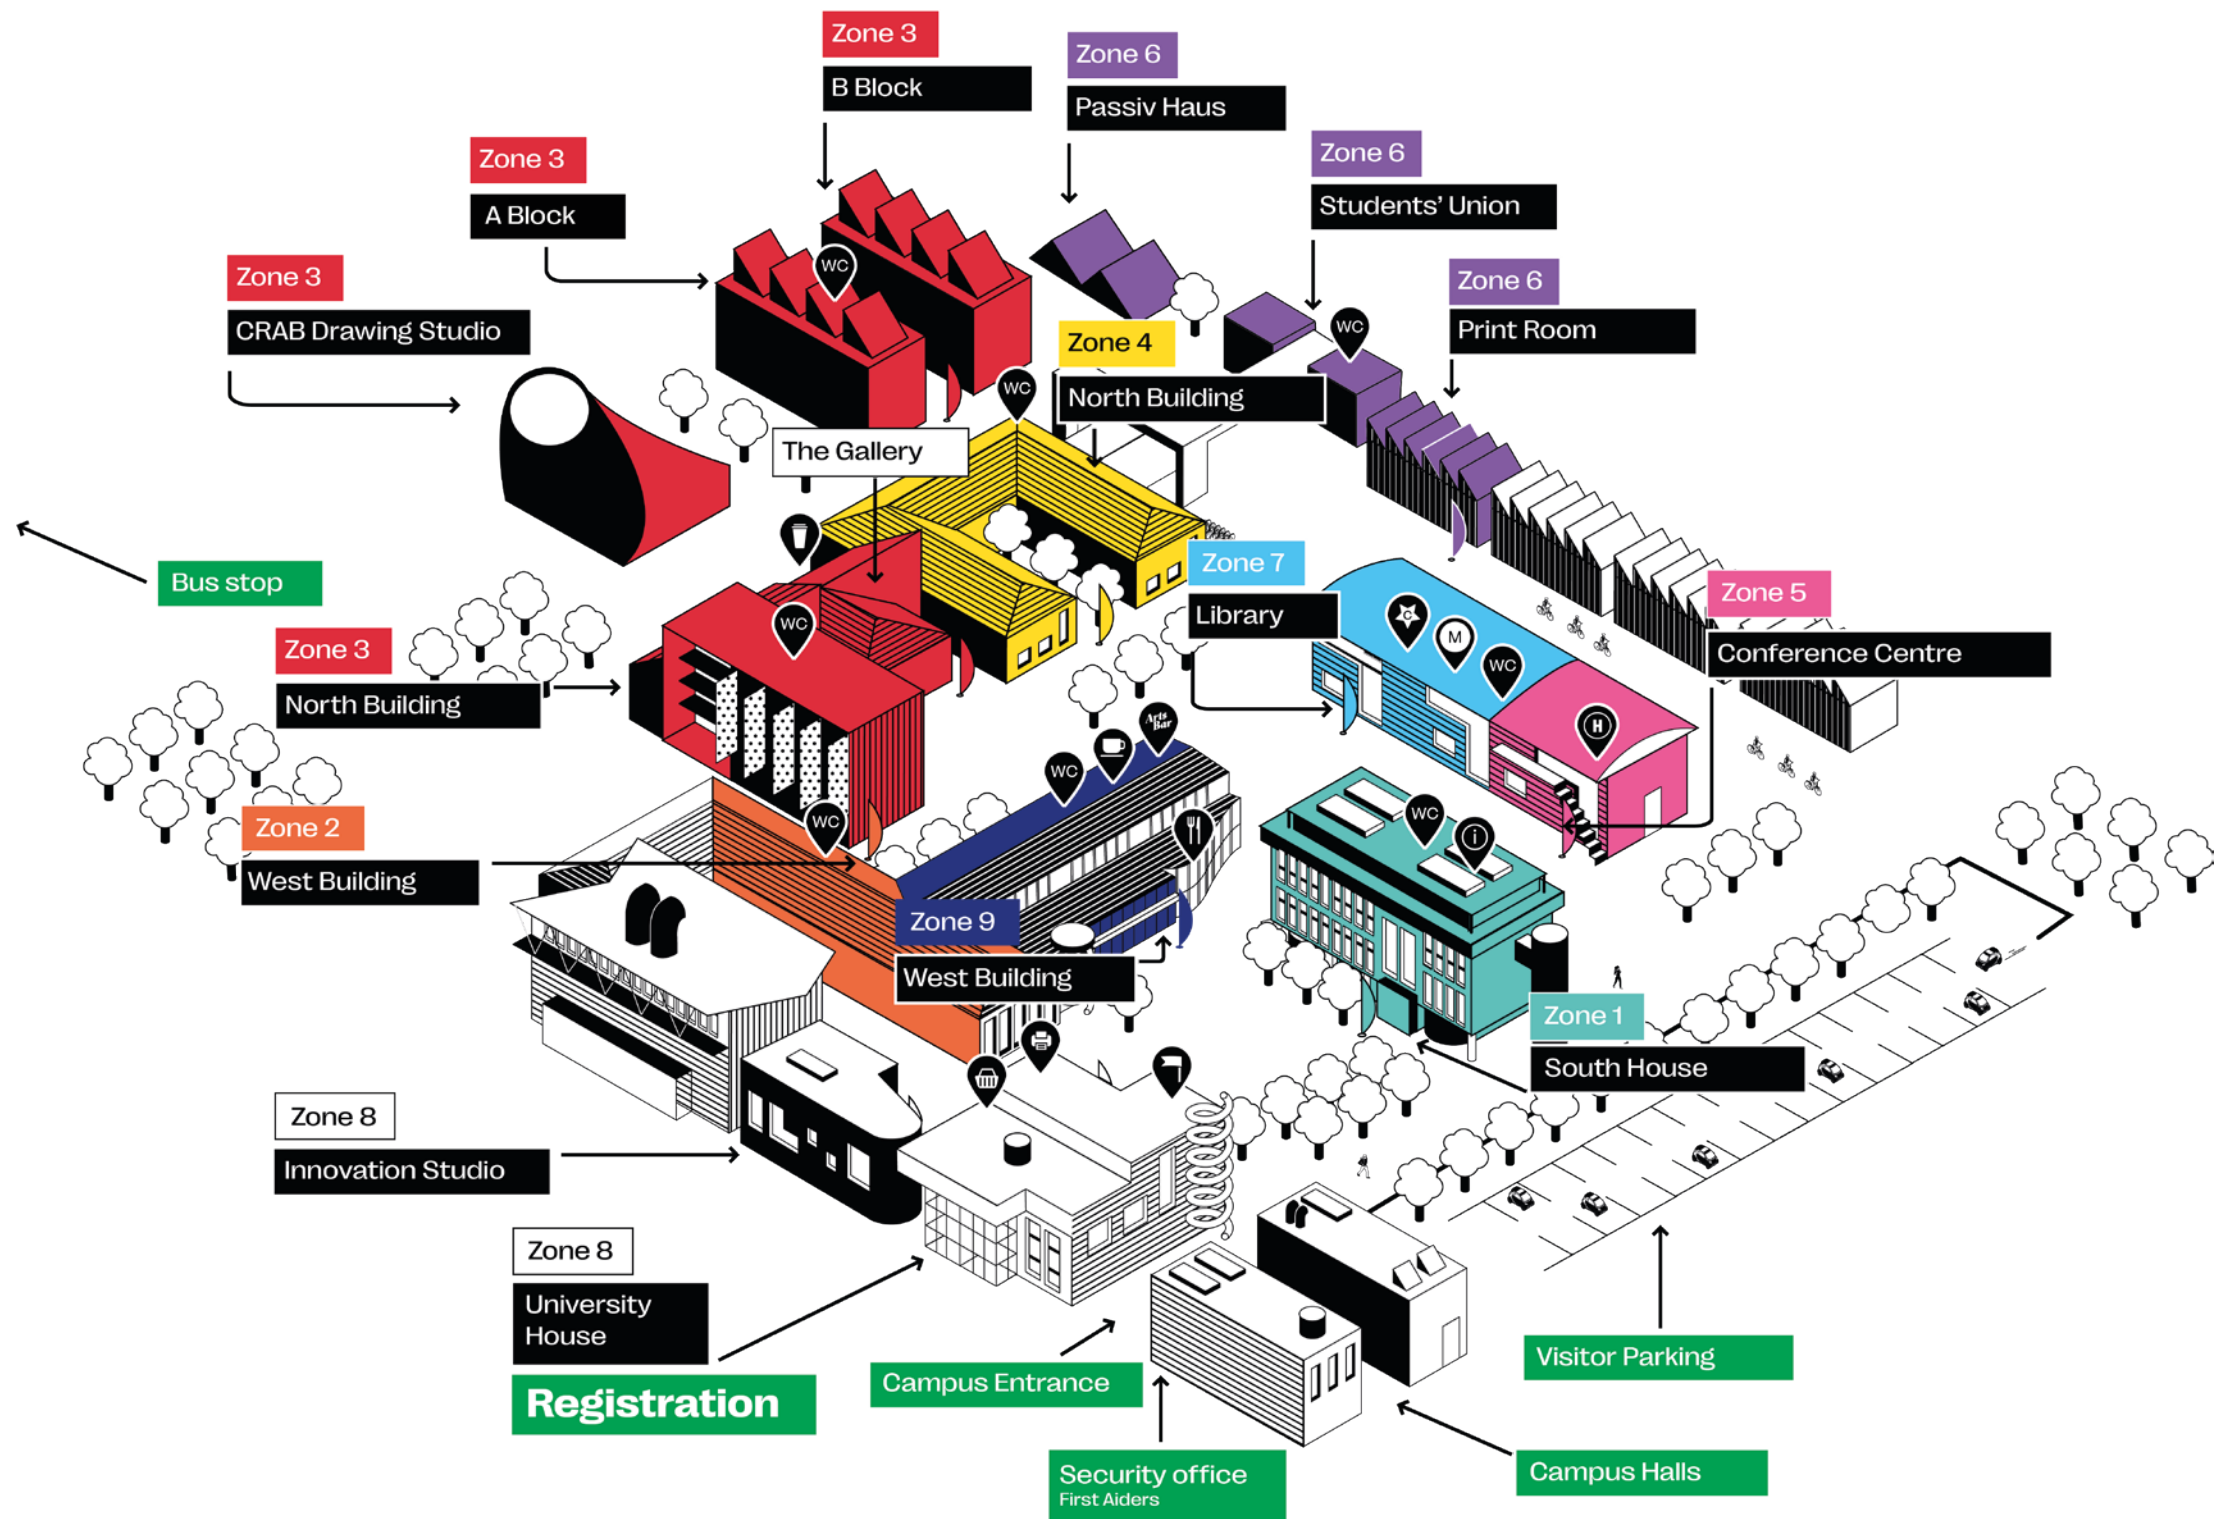 Zone 3
B Block
Zone 6
Passiv Haus
Zone 3
A Block
Zone 6
Students' Union
Zone 3
CRAB Drawing Studio
WC
Zone 6
Print Room
WC
Zone 4
North Building
WC
The Gallery
Bus stop
Zone 7
Library
Zone 5
Conference Centre
C
M
WC
H
Zone 3
North Building
WC
Arts
Bar
WC
Zone 2
West Building
WC
WC
i
Zone 9
West Building
Zone 1
South House
Zone 8
Innovation Studio
Zone 8
University
House
Registration
Campus Entrance
Visitor Parking
Security office
First Aiders
Campus Halls